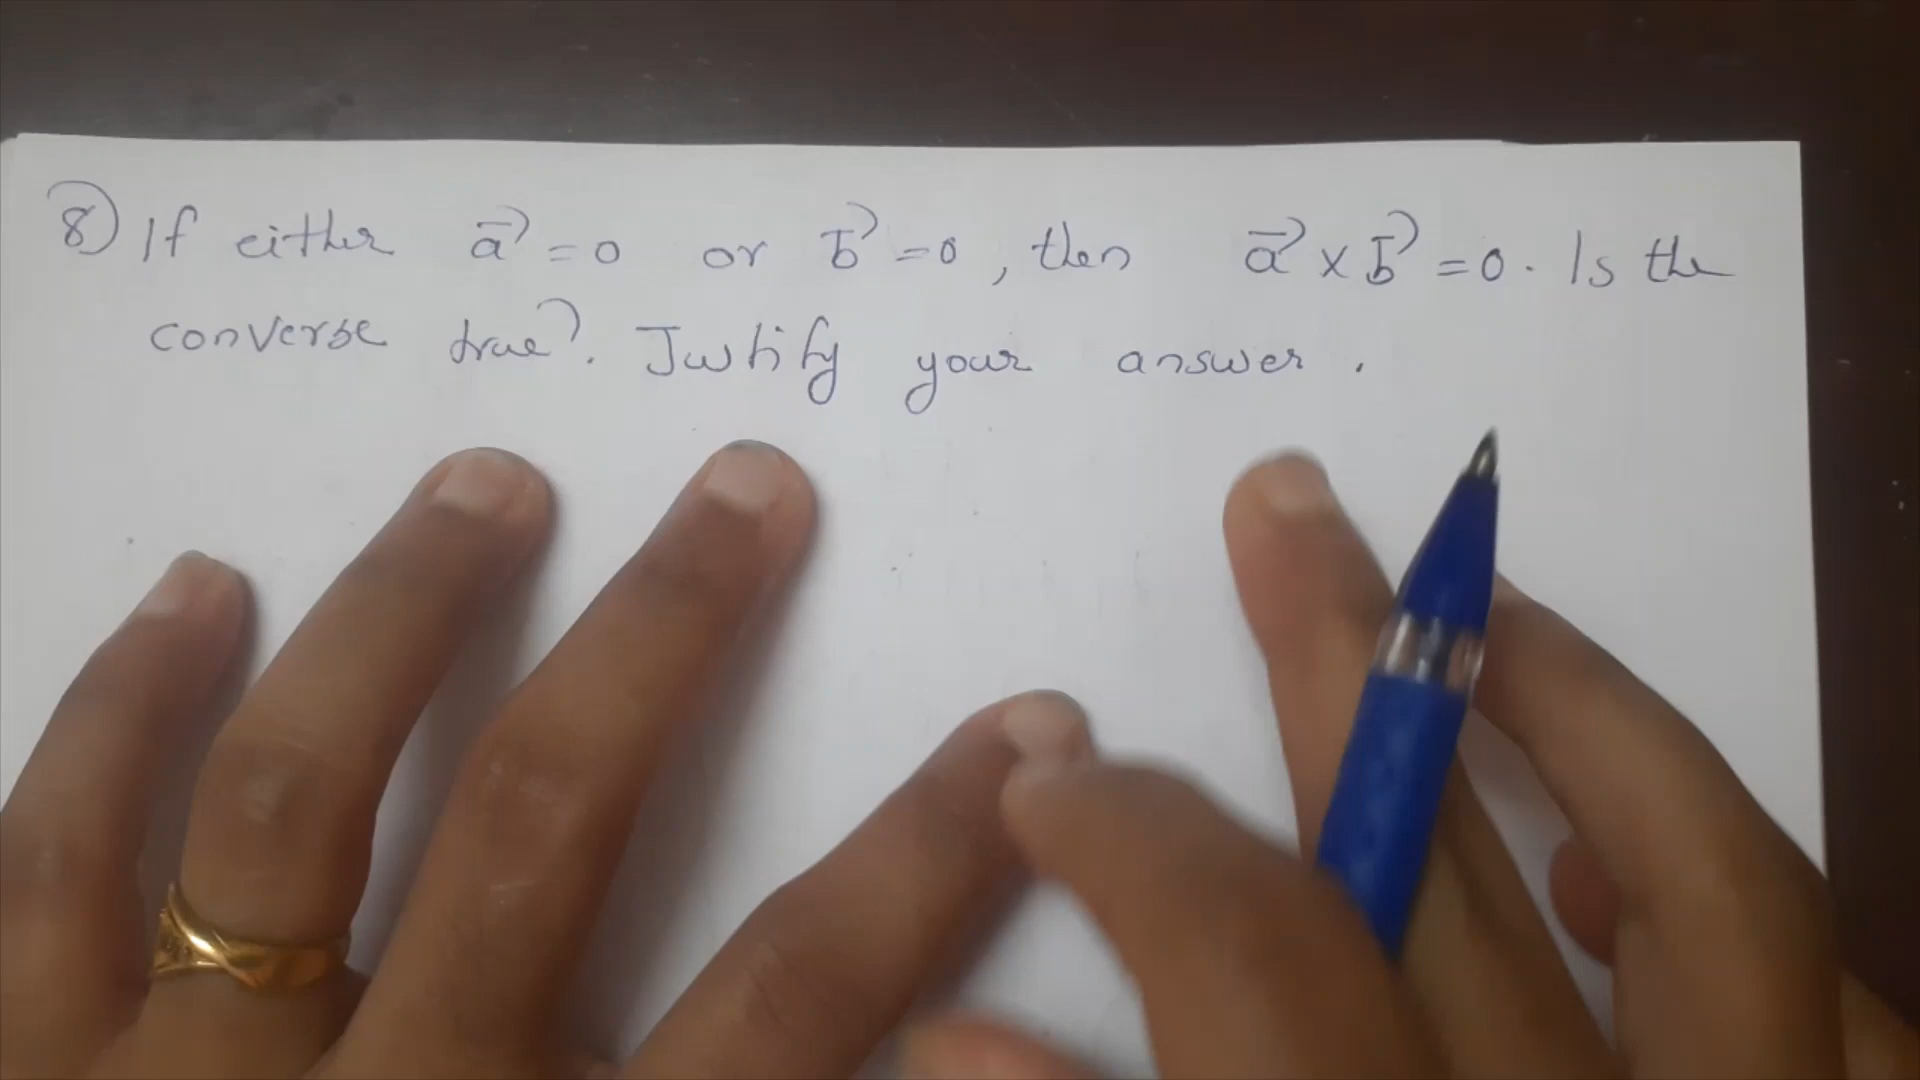 8) If either a⃗ = 0 or b⃗ = 0, then a⃗ x b⃗ = 0. Is the
converse true?. Justify your answer.